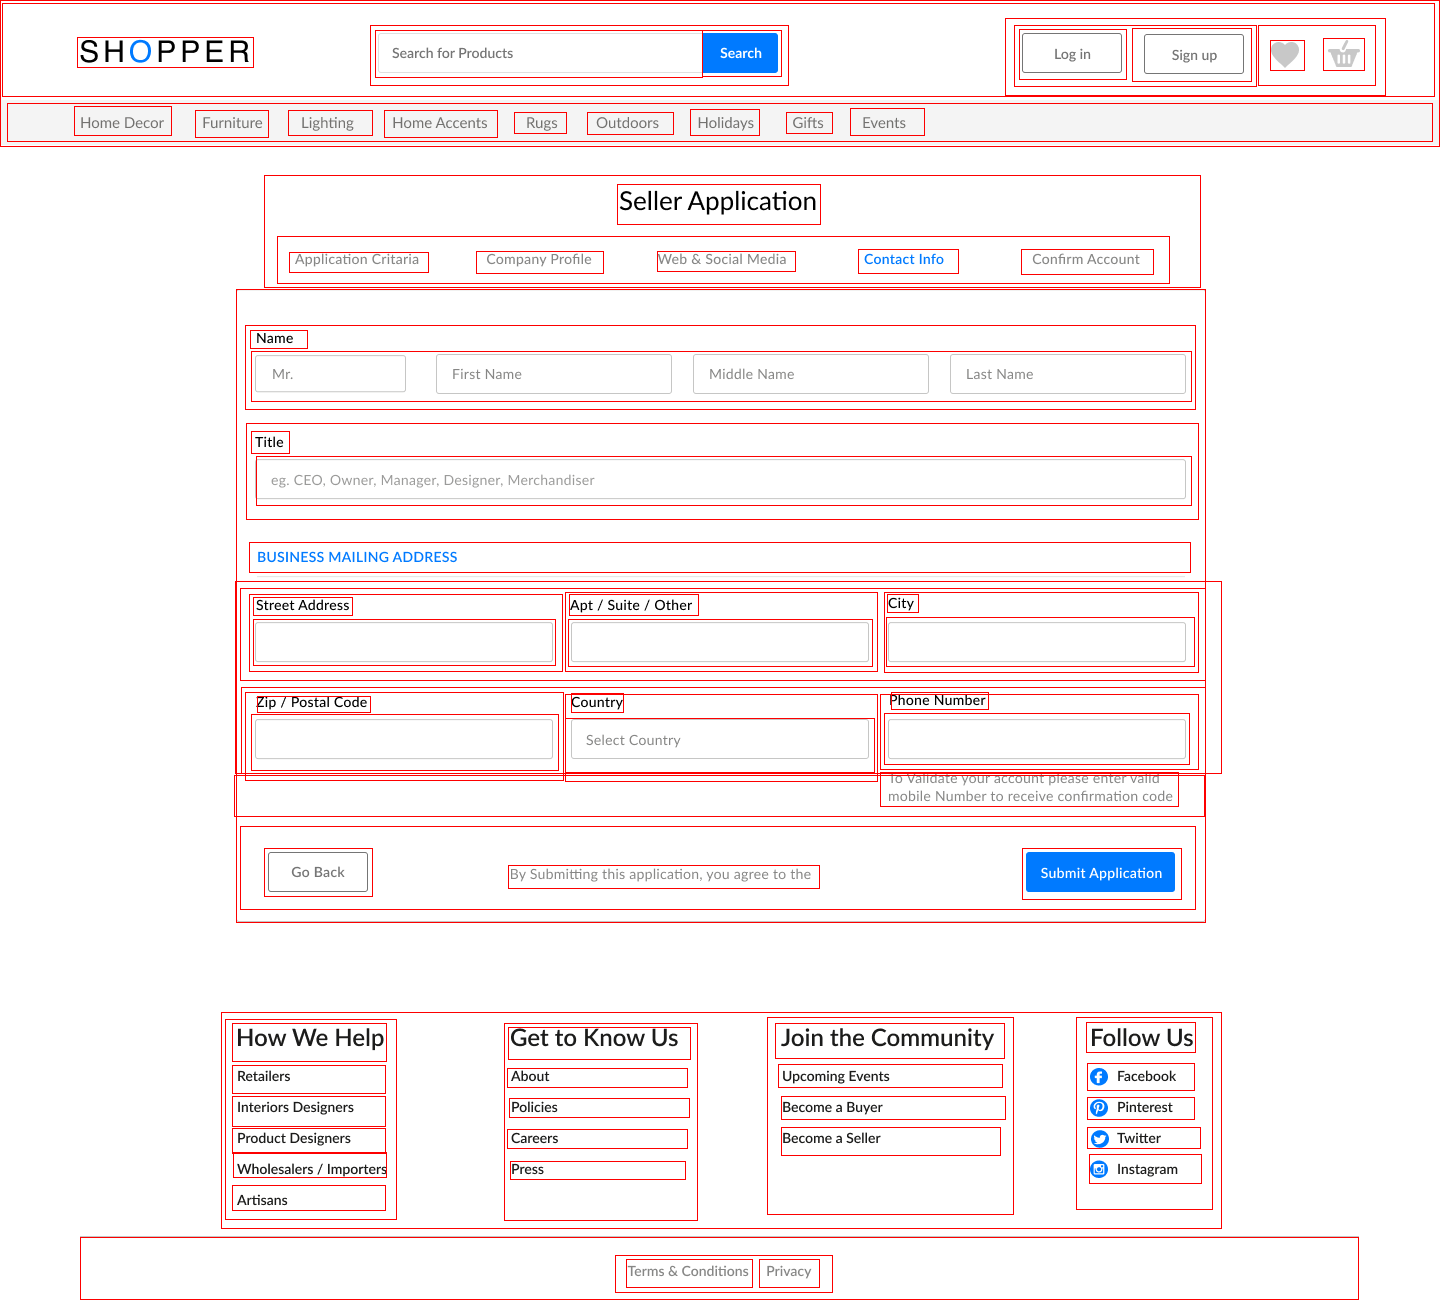 SHOPPER
Search for Products
Search
Log in
Sign up
Home Decor
Furniture
Lighting
Home Accents
Rugs
Outdoors
Holidays
Gifts
Events
Seller Application
Application Critaria
Company Profile
Web & Social Media
Contact Info
Confirm Account
Name
Mr.
First Name
Middle Name
Last Name
Title
eg. CEO, Owner, Manager, Designer, Merchandiser
BUSINESS MAILING ADDRESS
Street Address
Apt / Suite / Other
City
Zip / Postal Code
Country
Phone Number
Select Country
To Validate your account please enter valid
mobile Number to receive confirmation code
Go Back
By Submitting this application, you agree to the
Submit Application
How We Help
Retailers
Interiors Designers
Product Designers
Wholesalers / Importers
Artisans
Get to Know Us
About
Policies
Careers
Press
Join the Community
Upcoming Events
Become a Buyer
Become a Seller
Follow Us
Facebook
Pinterest
Twitter
Instagram
Terms & Conditions
Privacy